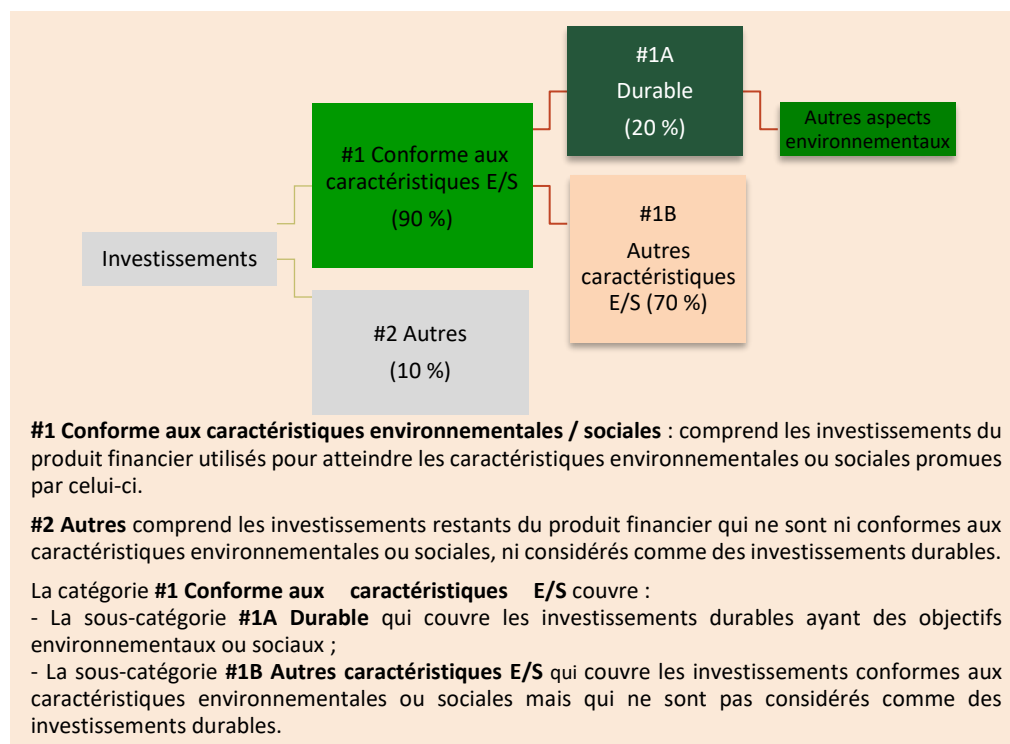 #1A
Durable
(20 %)
Autres aspects
environnementaux
#1 Conforme aux
caractéristiques E/S
(90 %)
#1B
Autres
caractéristiques
E/S (70 %)
Investissements
#2 Autres
(10 %)
#1 Conforme aux caractéristiques environnementales / sociales : comprend les investissements du
produit financier utilisés pour atteindre les caractéristiques environnementales ou sociales promues
par celui-ci.
#2 Autres comprend les investissements restants du produit financier qui ne sont ni conformes aux
caractéristiques environnementales ou sociales, ni considérés comme des investissements durables.
La catégorie #1 Conforme aux caractéristiques E/S couvre :
- La sous-catégorie #1A Durable qui couvre les investissements durables ayant des objectifs
environnementaux ou sociaux ;
- La sous-catégorie #1B Autres caractéristiques E/S qui couvre les investissements conformes aux
caractéristiques environnementales ou sociales mais qui ne sont pas considérés comme des
investissements durables.